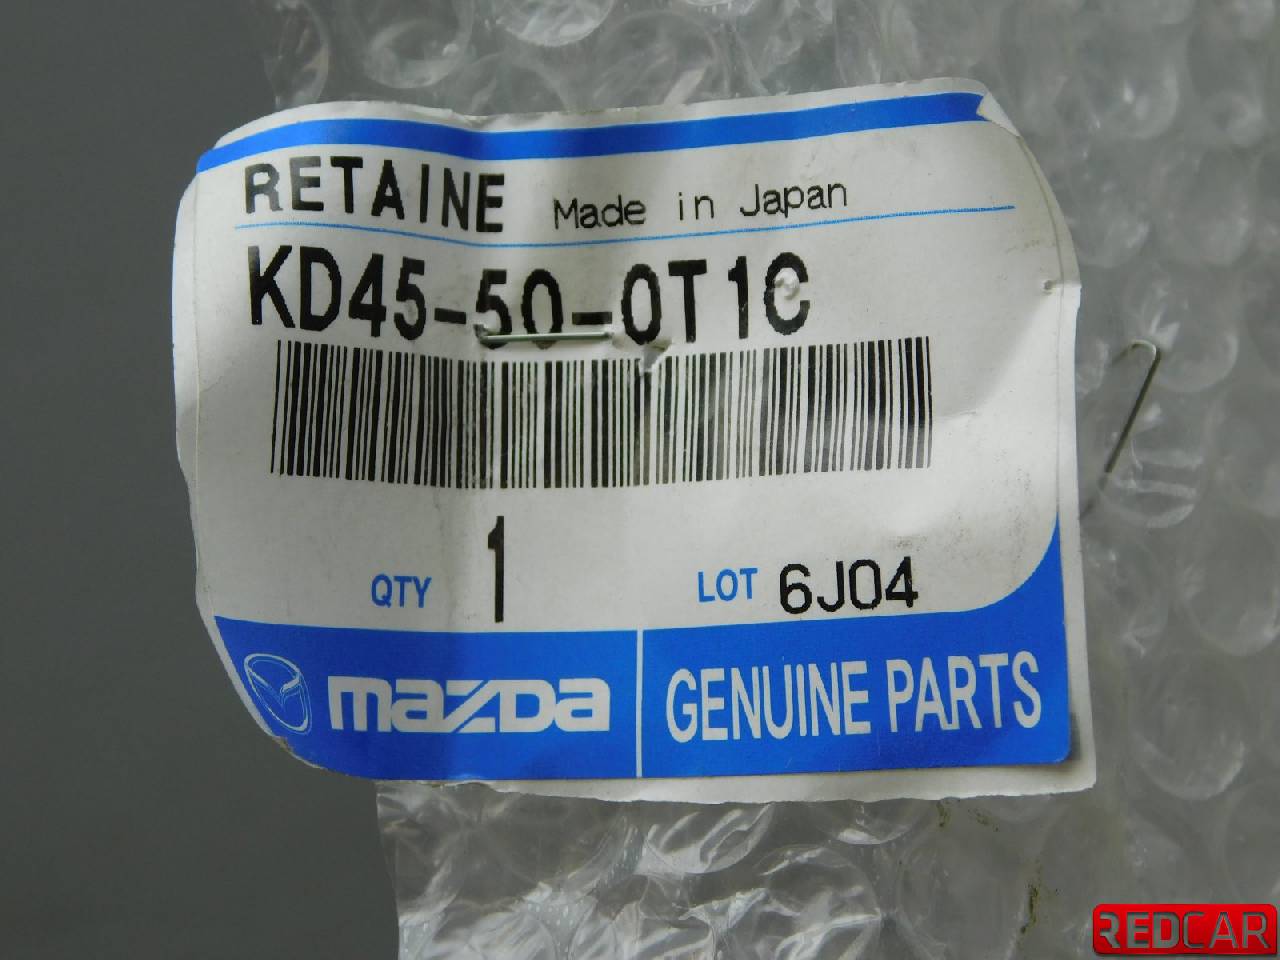 RETAINE Made in Japan
KD45-50-0T1C
QTY 1 LOT 6J04
mazda GENUINE PARTS
REDCAR